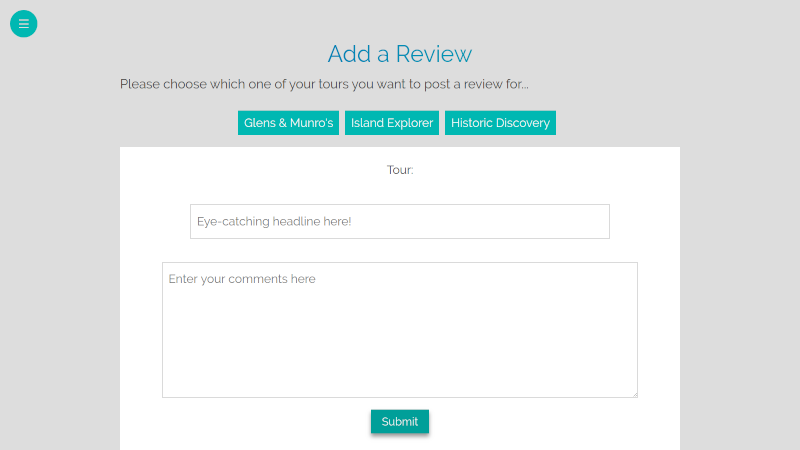 Add a Review
Please choose which one of your tours you want to post a review for...
Glens & Munro's Island Explorer Historic Discovery
Tour:
Eye-catching headline here!
Enter your comments here
Submit